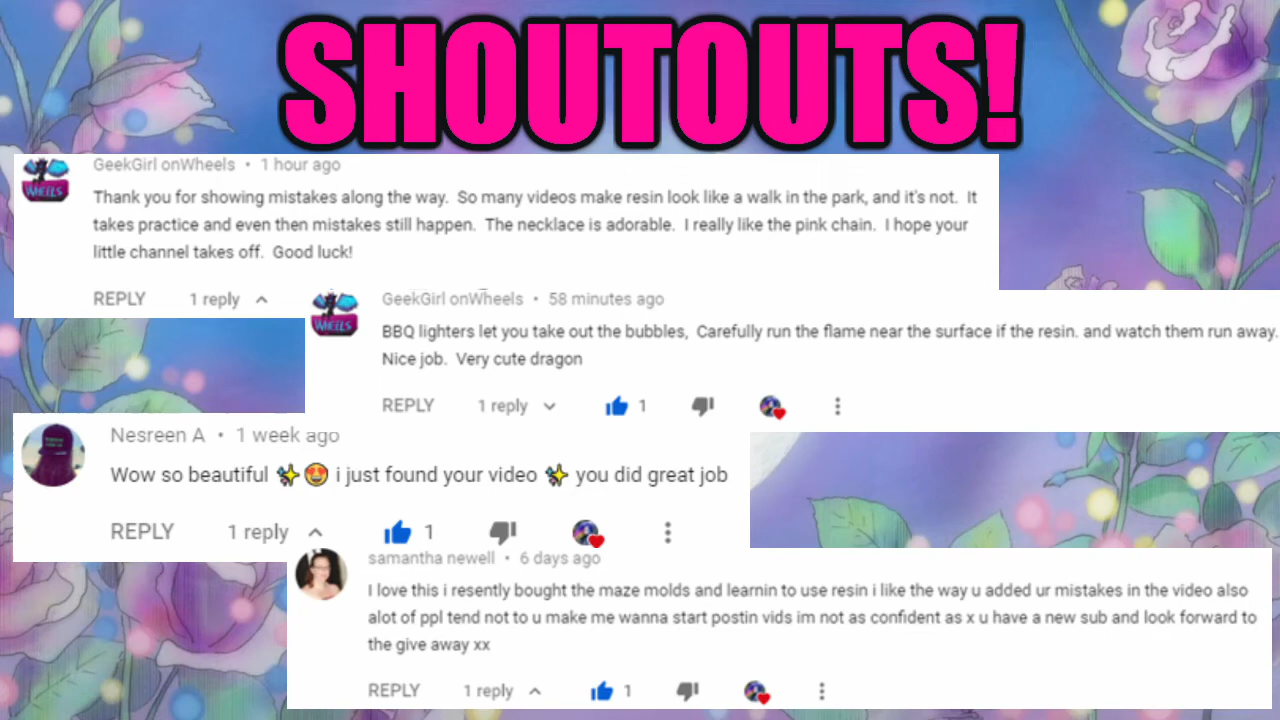 SHOUTOUTS!
WHEELS
GeekGirl onWheels • 1 hour ago
Thank you for showing mistakes along the way. So many videos make resin look like a walk in the park, and it's not. It
takes practice and even then mistakes still happen. The necklace is adorable. I really like the pink chain. I hope your
little channel takes off. Good luck!
REPLY 1 reply
WHEELS
GeekGirl onWheels • 58 minutes ago
BBQ lighters let you take out the bubbles, Carefully run the flame near the surface if the resin. and watch them run away.
Nice job. Very cute dragon
REPLY 1 reply 1
Nesreen A • 1 week ago
Wow so beautiful ✨😍 i just found your video ✨ you did great job
REPLY 1 reply 1
samantha newell • 6 days ago
I love this i resently bought the maze molds and learnin to use resin i like the way u added ur mistakes in the video also
alot of ppl tend not to u make me wanna start postin vids im not as confident as x u have a new sub and look forward to
the give away xx
REPLY 1 reply 1